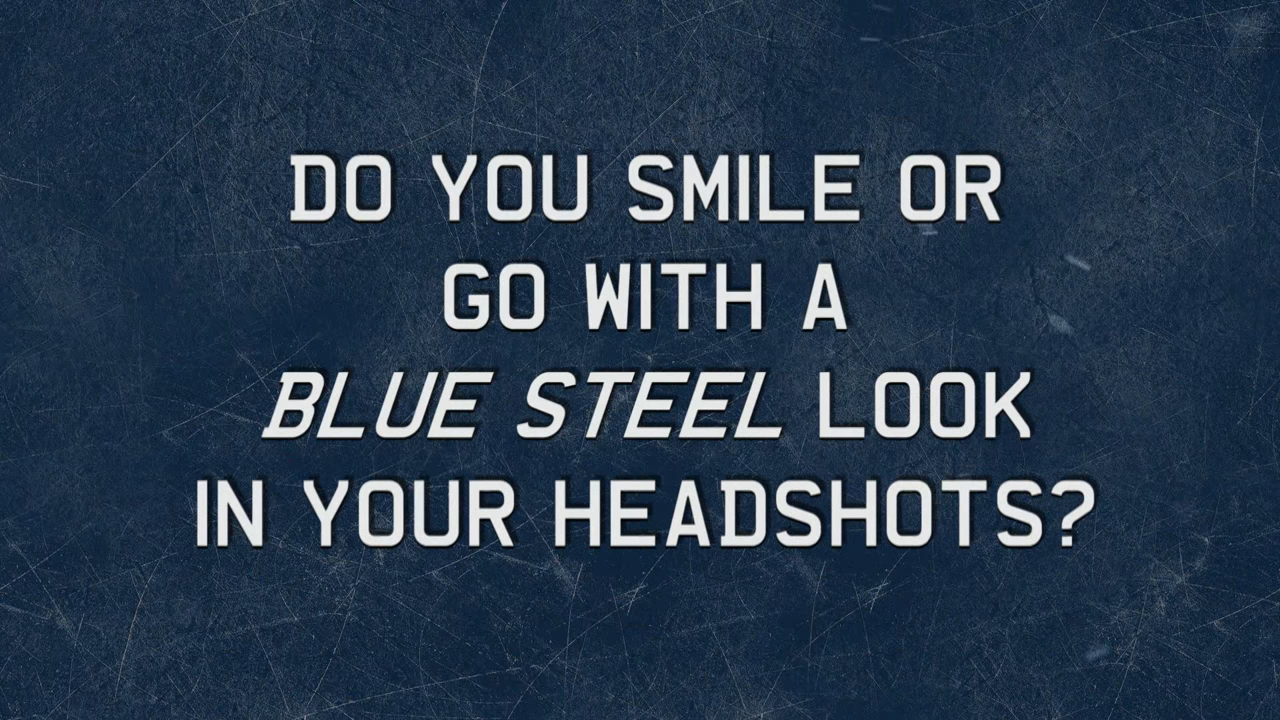 DO YOU SMILE OR
GO WITH A
BLUE STEEL LOOK
IN YOUR HEADSHOTS?